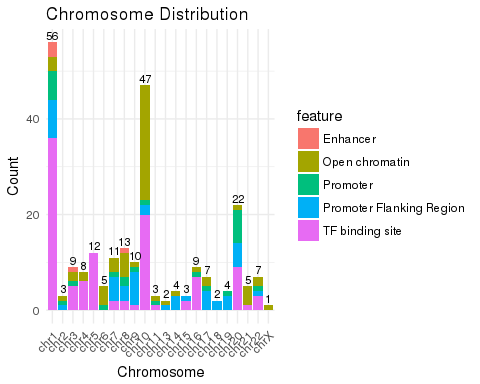 Chromosome Distribution
56
3
9
8
12
5
11
13
10
47
3
2
4
3
9
7
2
4
22
5
7
1
Count
40
20
0
chr1
chr2
chr3
chr4
chr5
chr6
chr7
chr8
chr9
chr10
chr11
chr13
chr14
chr15
chr16
chr17
chr18
chr19
chr20
chr21
chr22
chrX
Chromosome
feature
Enhancer
Open chromatin
Promoter
Promoter Flanking Region
TF binding site